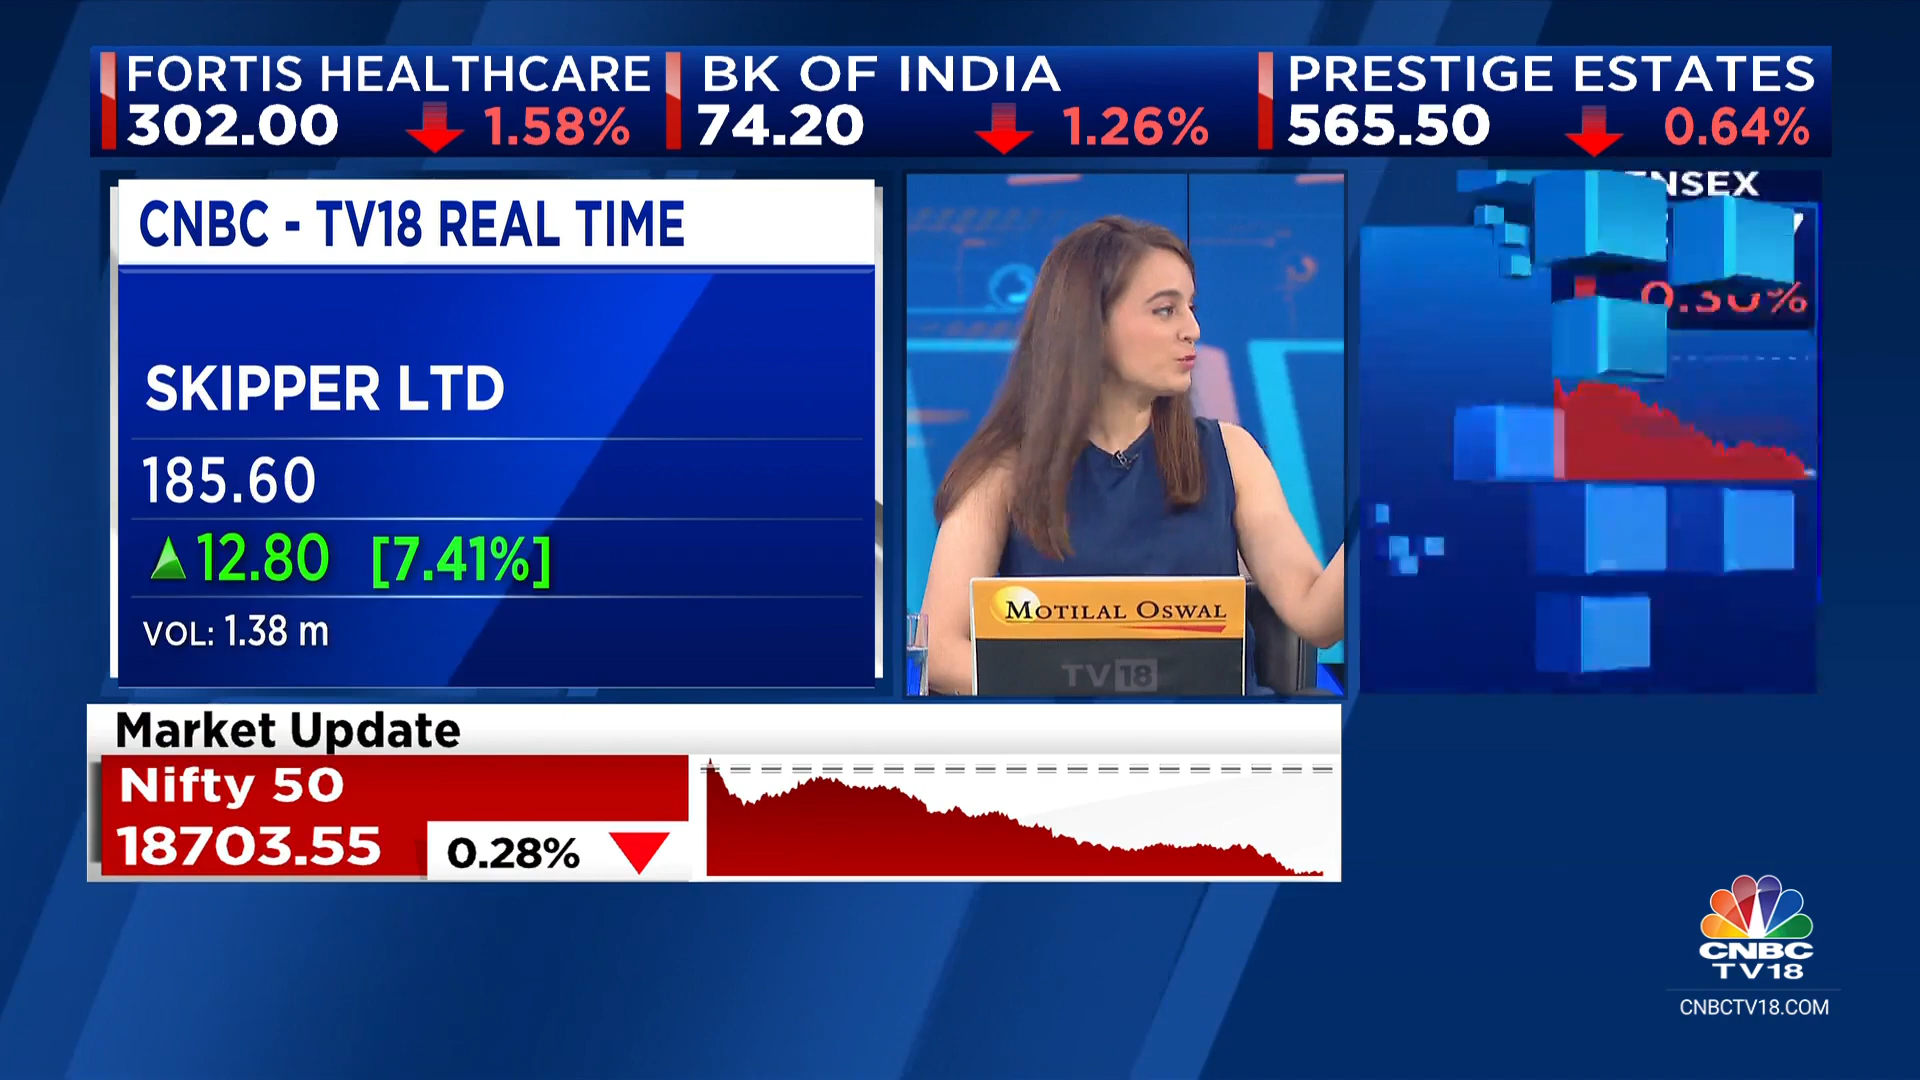 FORTIS HEALTHCARE
302.00 1.58%
BK OF INDIA
74.20 1.26%
PRESTIGE ESTATES
565.50 0.64%
CNBC - TV18 REAL TIME
SKIPPER LTD
185.60
12.80 [7.41%]
VOL: 1.38 m
MOTILAL OSWAL
TV18
0.30%
Market Update
Nifty 50
18703.55
0.28%
CNBC
TV18
CNBCTV18.COM